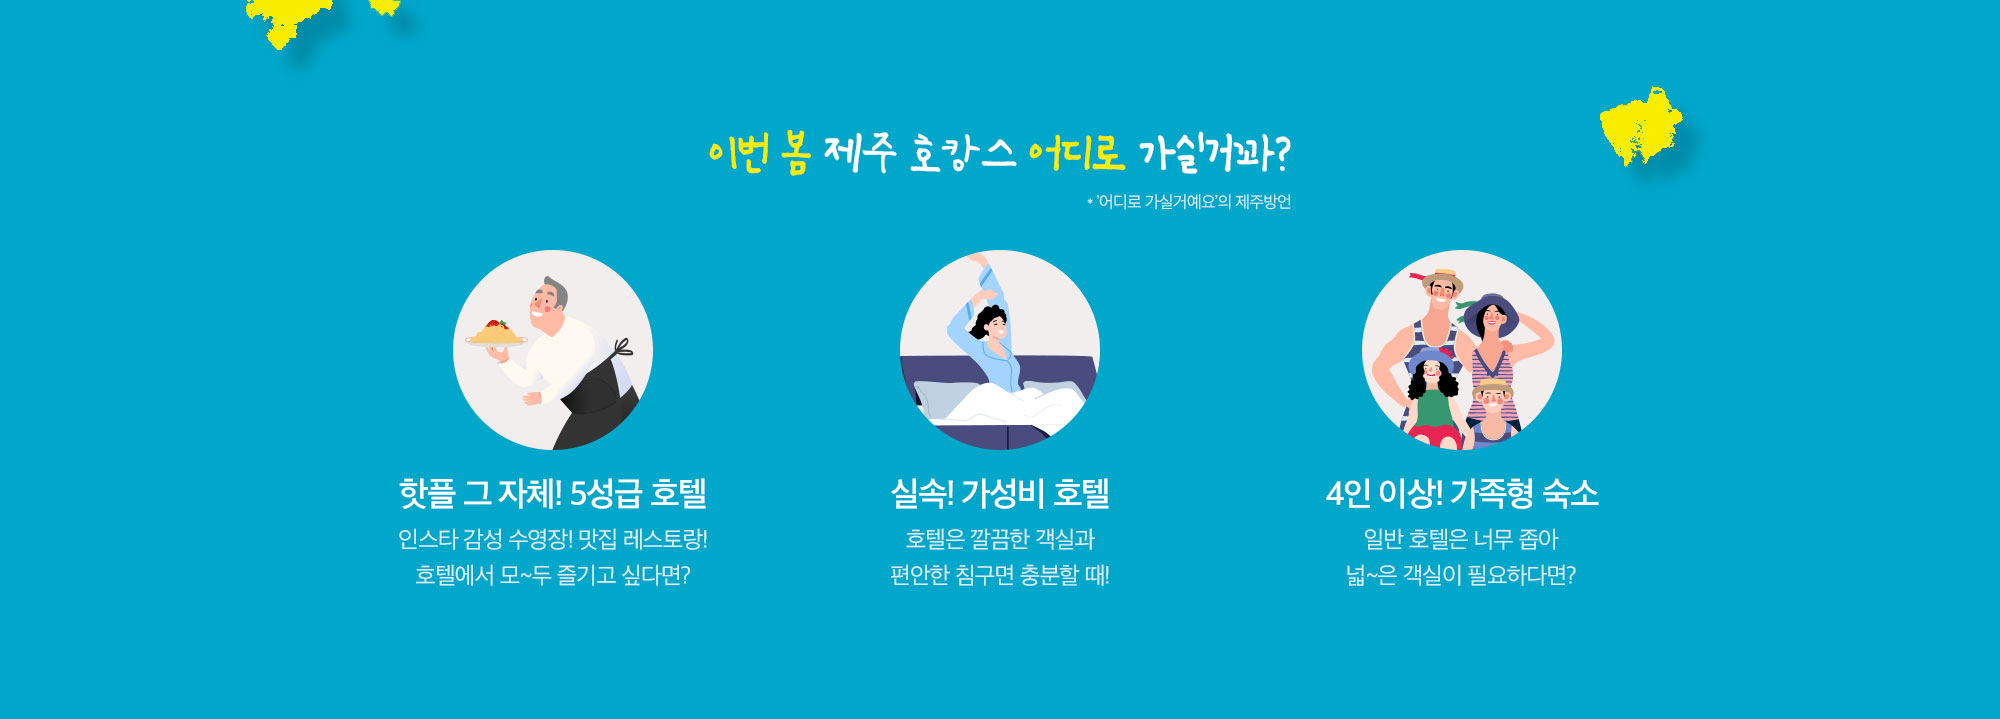 이번 봄 제주 호캉스 어디로 가실거꽈?
* '어디로 가실거예요'의 제주방언
핫플 그 자체! 5성급 호텔
인스타 감성 수영장! 맛집 레스토랑!
호텔에서 모~두 즐기고 싶다면?
실속! 가성비 호텔
호텔은 깔끔한 객실과
편안한 침구면 충분할 때!
4인 이상! 가족형 숙소
일반 호텔은 너무 좁아
넓~은 객실이 필요하다면?